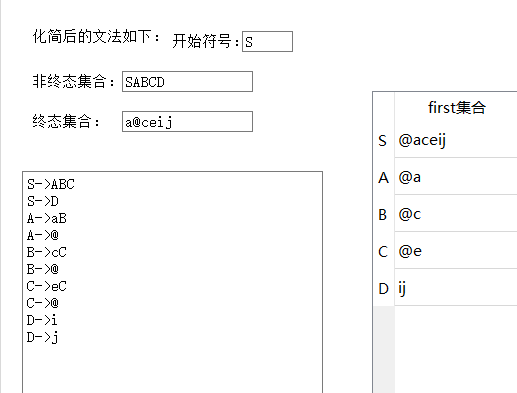 化简后的文法如下： 开始符号:S
非终态集合：SABCD
终态集合： a@ceij
S->ABC
S->D
A->aB
A->@
B->cC
B->@
C->eC
C->@
D->i
D->j
first集合
S @aceij
A @a
B @c
C @e
D ij